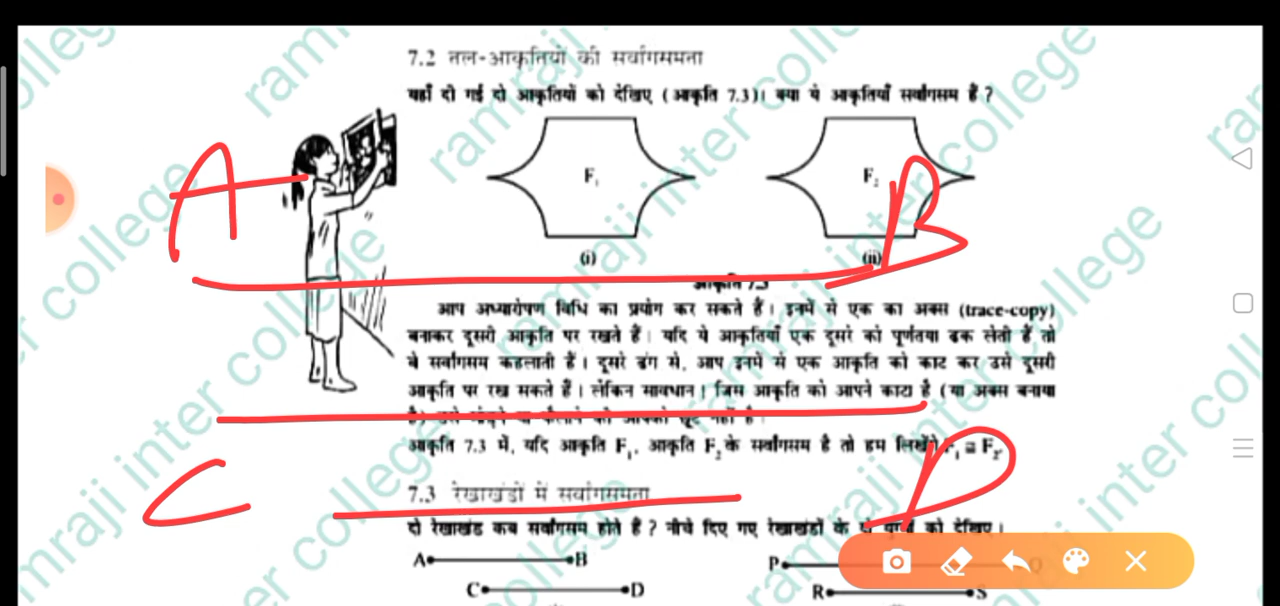 7.2 तल-आकृतियों की सर्वांगसमता
यहाँ दी गई दो आकृतियों को देखिए (आकृति 7.3)। क्या ये आकृतियाँ सर्वांगसम हैं?
F₁
F₂
(i)
(ii)
A
B
आकृति 7.3
आप अध्यारोपण विधि का प्रयोग कर सकते हैं। इनमें से एक का अक्स (trace-copy)
बनाकर दूसरी आकृति पर रखते हैं। यदि ये आकृतियाँ एक दूसरे को पूर्णतया ढक लेती हैं तो
वे सर्वांगसम कहलाती हैं। दूसरे ढंग से, आप इनमें से एक आकृति को काट कर उसे दूसरी
आकृति पर रख सकते हैं। लेकिन सावधान! जिस आकृति को आपने काटा है (या अक्स बनाया
आकृति 7.3 में, यदि आकृति F₁, आकृति F₂ के सर्वांगसम है तो हम लिखेंगे F₁ ≅ F₂.
C
D
7.3 रेखाखंडों में सर्वांगसमता
दो रेखाखंड कब सर्वांगसम होते हैं? नीचे दिए गए रेखाखंडों के को देखिए।
A B
P Q
C D
R S
ramraji inter college